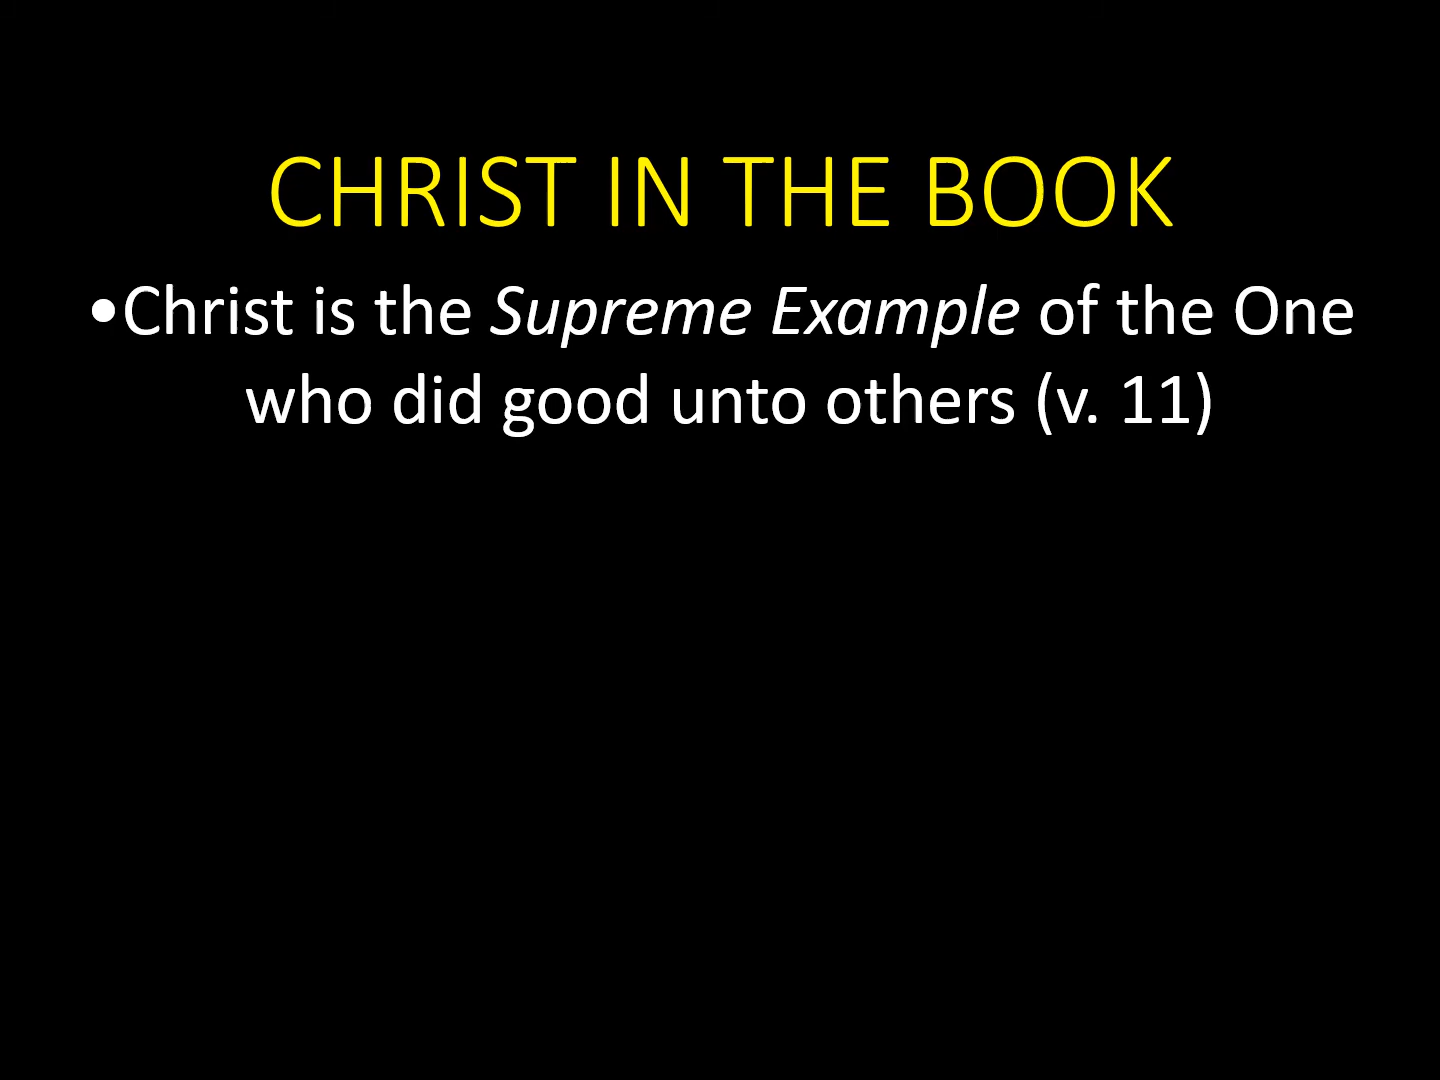 CHRIST IN THE BOOK
•Christ is the Supreme Example of the One
who did good unto others (v. 11)